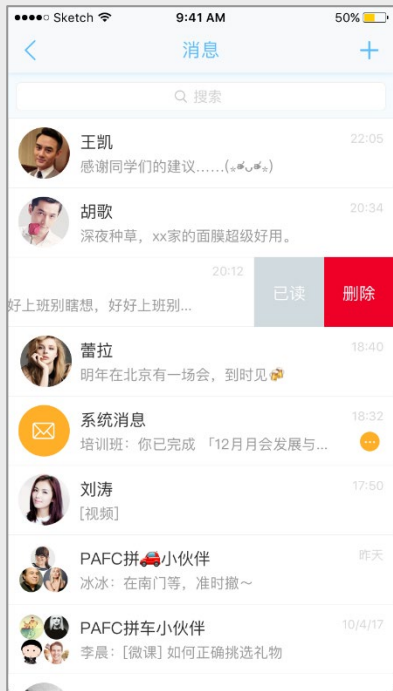 Sketch 9:41 AM 50%
消息
搜索
王凯 22:05
感谢同学们的建议......(⁎⁍̴̛ᴗ⁍̴̛⁎)
胡歌 20:34
深夜种草，xx家的面膜超级好用。
20:12 已读 删除
好上班别瞎想，好好上班别...
蕾拉 18:40
明年在北京有一场会，到时见🍻
系统消息 18:32
培训班：你已完成 「12月月会发展与...
刘涛 17:50
[视频]
PAFC拼🚗小伙伴 昨天
冰冰：在南门等，准时撤～
PAFC拼车小伙伴 10/4/17
李晨：[微课] 如何正确挑选礼物